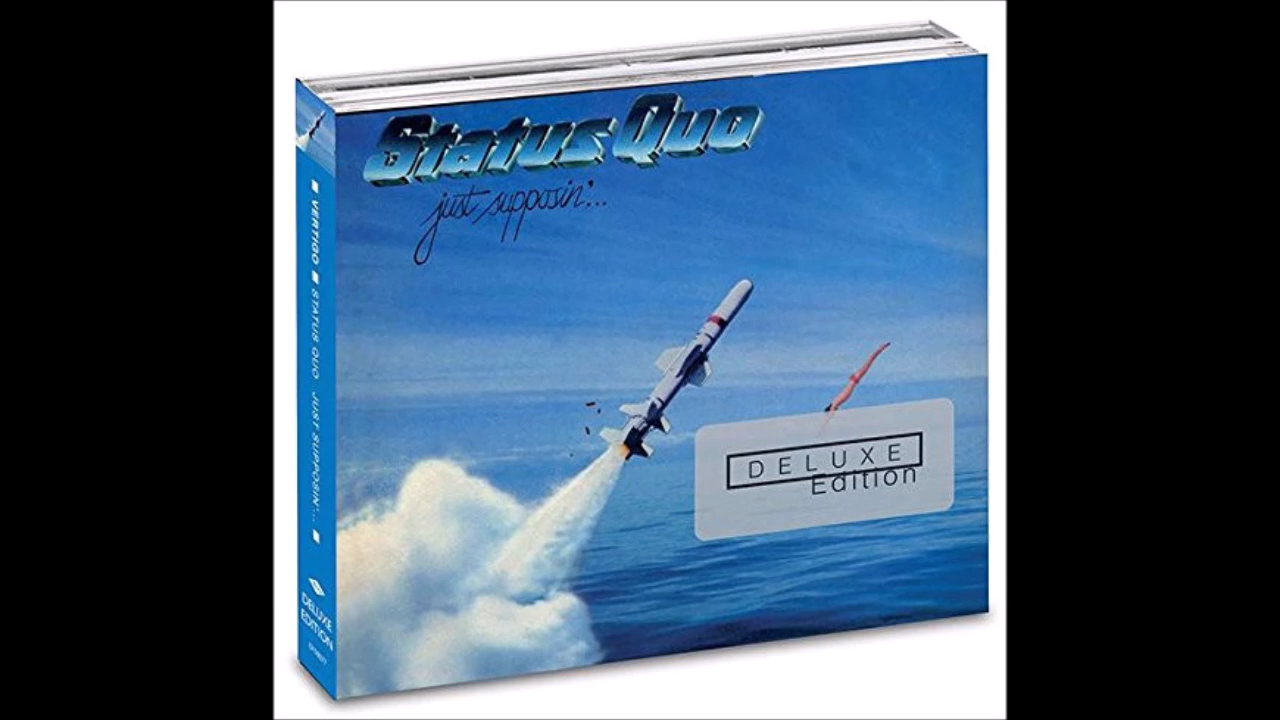 Status Quo
just supposin'...
DELUXE
Edition
VERTIGO STATUS QUO JUST SUPPOSIN'...
DELUXE
EDITION